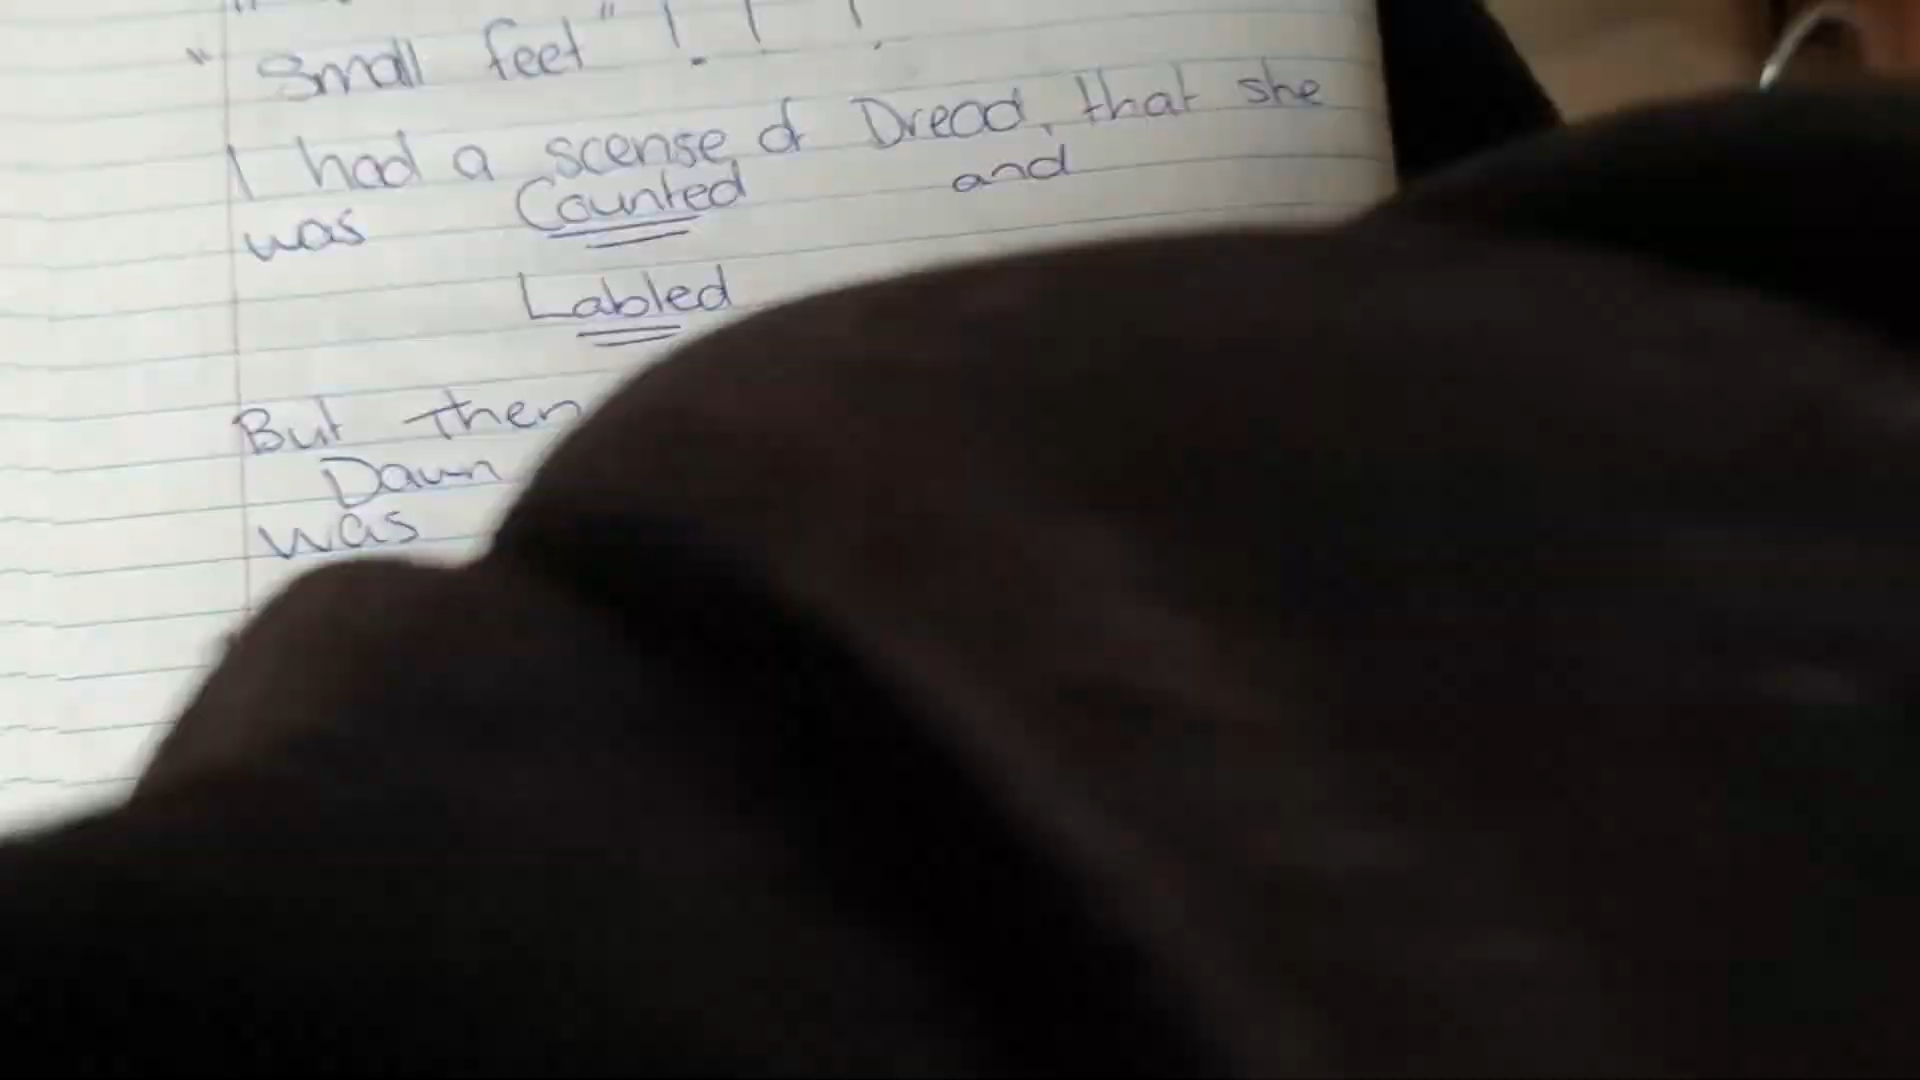 "Small feet"!!!
I had a scense of Dread, that she
was Counted and
Labled
But then
Dawn
was